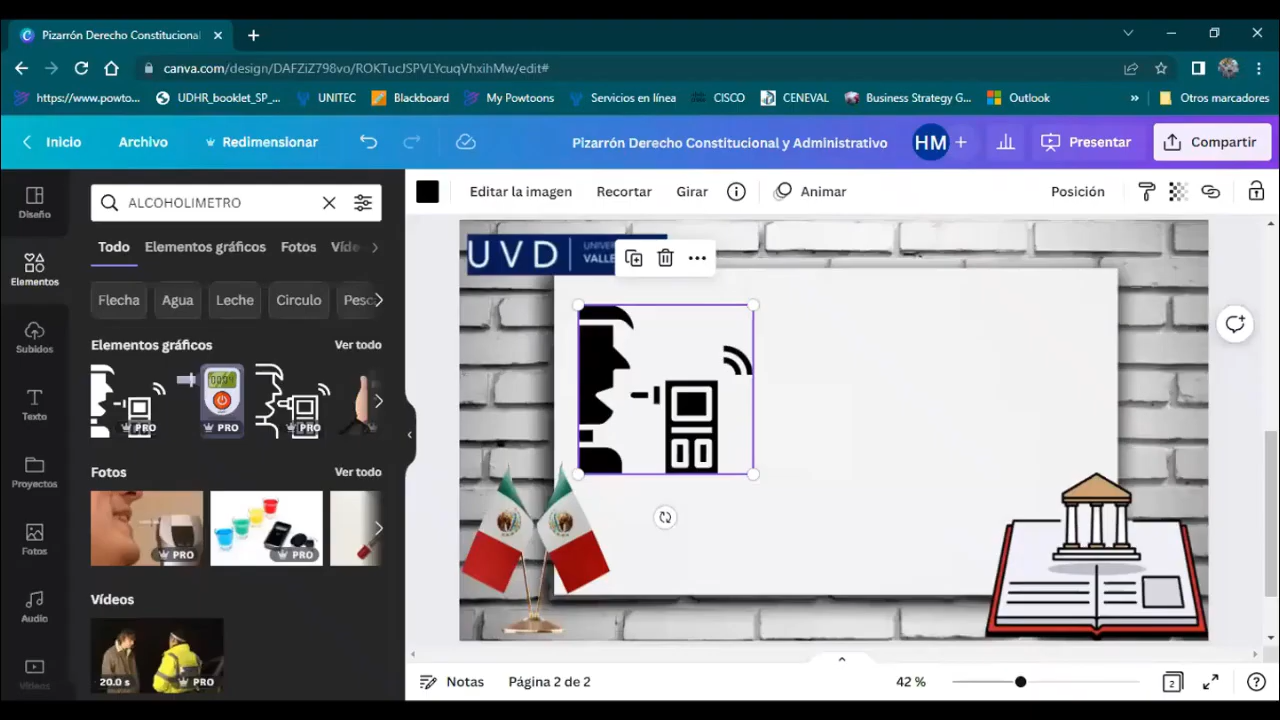 Pizarrón Derecho Constitucional
canva.com/design/DAFZiZ798vo/ROKTucJSPVLYcuqVhxihMw/edit#
https://www.powto...
UDHR_booklet_SP_...
UNITEC
Blackboard
My Powtoons
Servicios en línea
CISCO
CENEVAL
Business Strategy G...
Outlook
»
Otros marcadores
Inicio
Archivo
Redimensionar
Pizarrón Derecho Constitucional y Administrativo
HM
+
Presentar
Compartir
Diseño
Elementos
Subidos
Texto
Proyectos
Fotos
Audio
Vídeos
ALCOHOLIMETRO
Todo
Elementos gráficos
Fotos
Víde
Flecha
Agua
Leche
Circulo
Pesc
Elementos gráficos
Ver todo
PRO
PRO
PRO
PRO
Fotos
Ver todo
PRO
PRO
Vídeos
20.0 s
PRO
Editar la imagen
Recortar
Girar
Animar
Posición
UVD
UNIVER
VALLE
Notas
Página 2 de 2
42 %
2